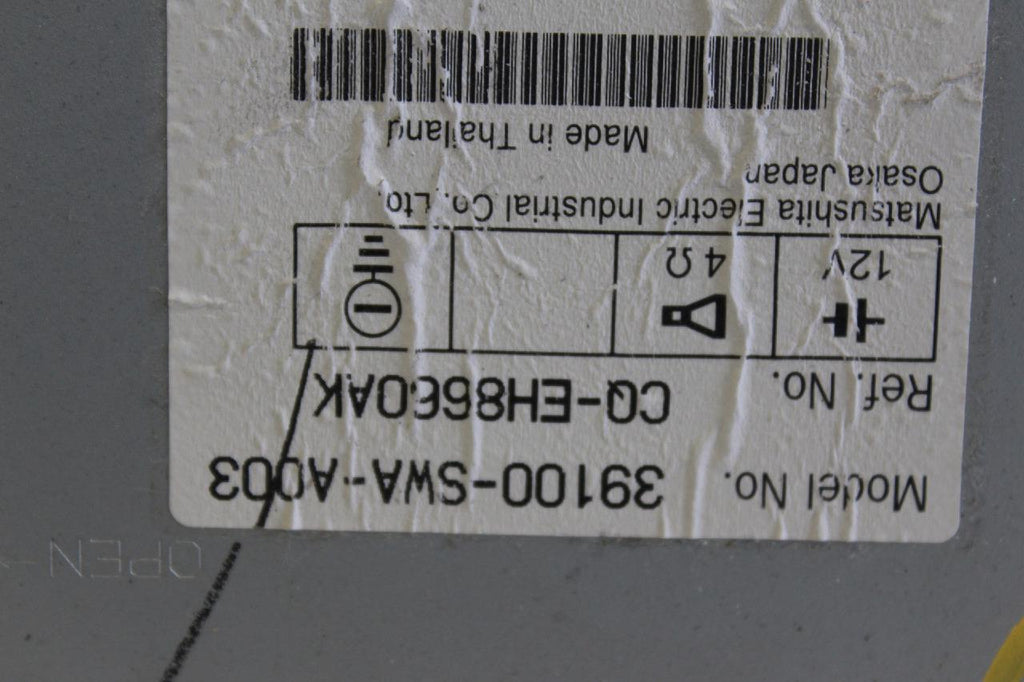 Model No. 39100-SWA-A003
Ref. No. CQ-EH8660AK
12V
4Ω
Matsushita Electric Industrial Co., Ltd.
Osaka Japan
Made in Thailand
OPEN